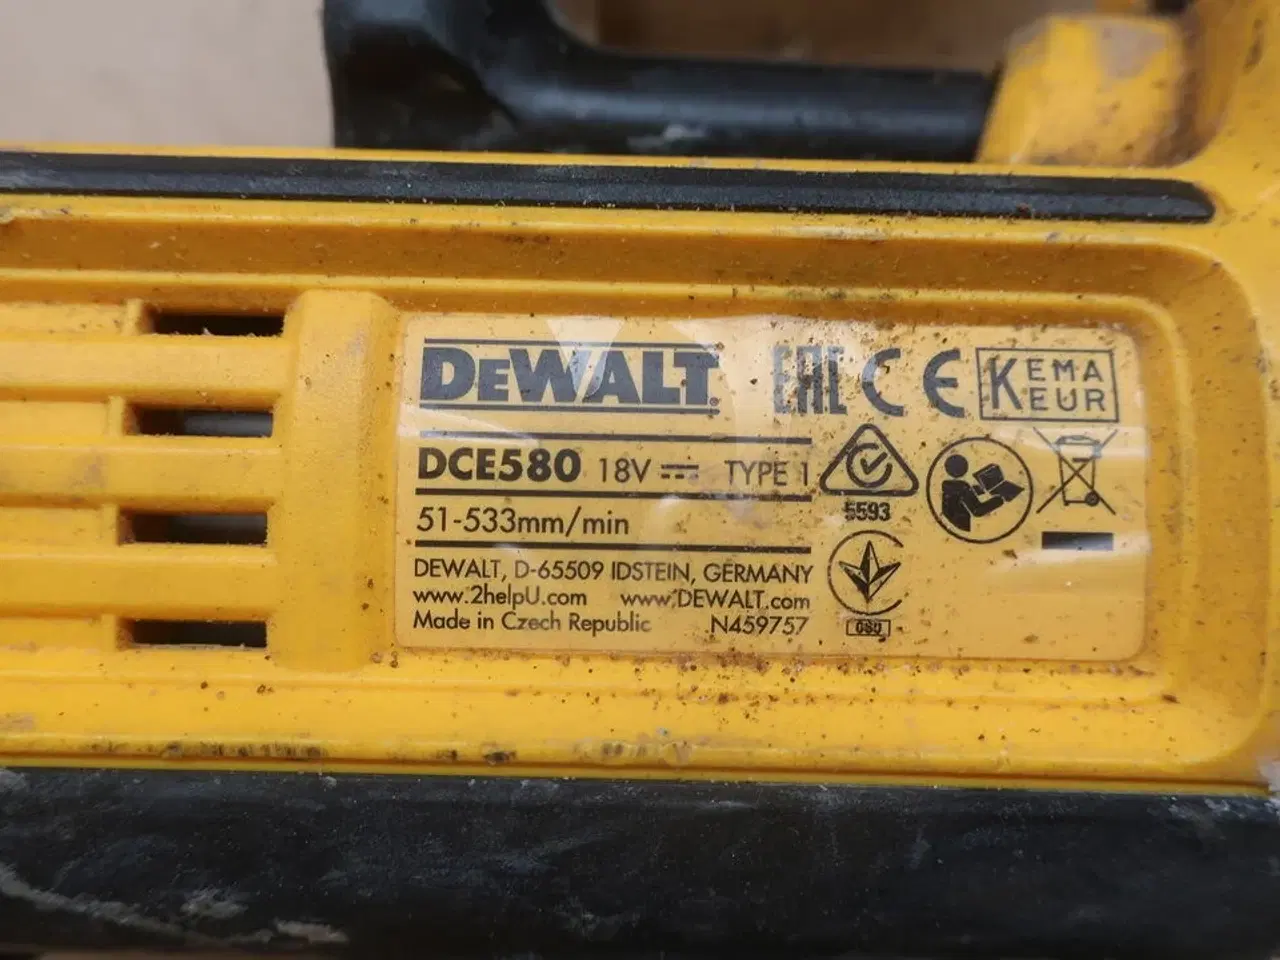 DEWALT
EAC CE KEMA
KEUR
DCE580 18V TYPE 1
5593
51-533mm/min
DEWALT, D-65509 IDSTEIN, GERMANY
www.2helpU.com www.DEWALT.com
Made in Czech Republic N459757